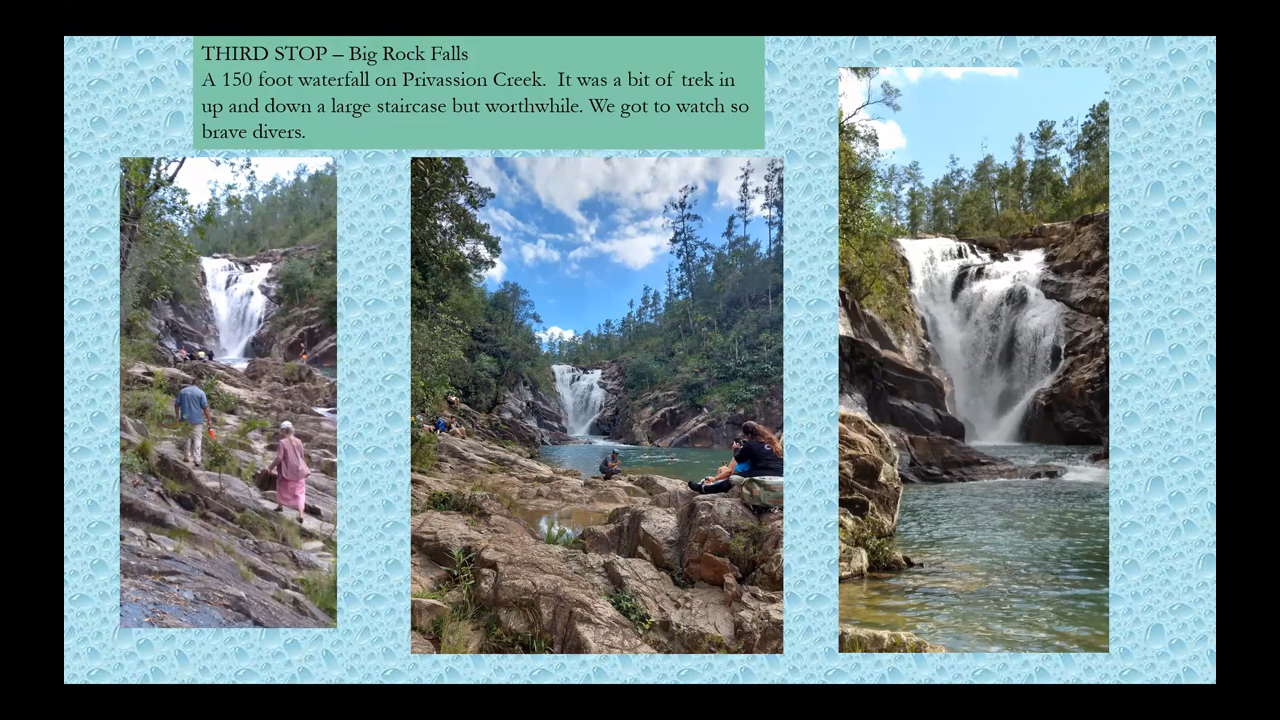 THIRD STOP – Big Rock Falls
A 150 foot waterfall on Privassion Creek.  It was a bit of trek in
up and down a large staircase but worthwhile. We got to watch so
brave divers.